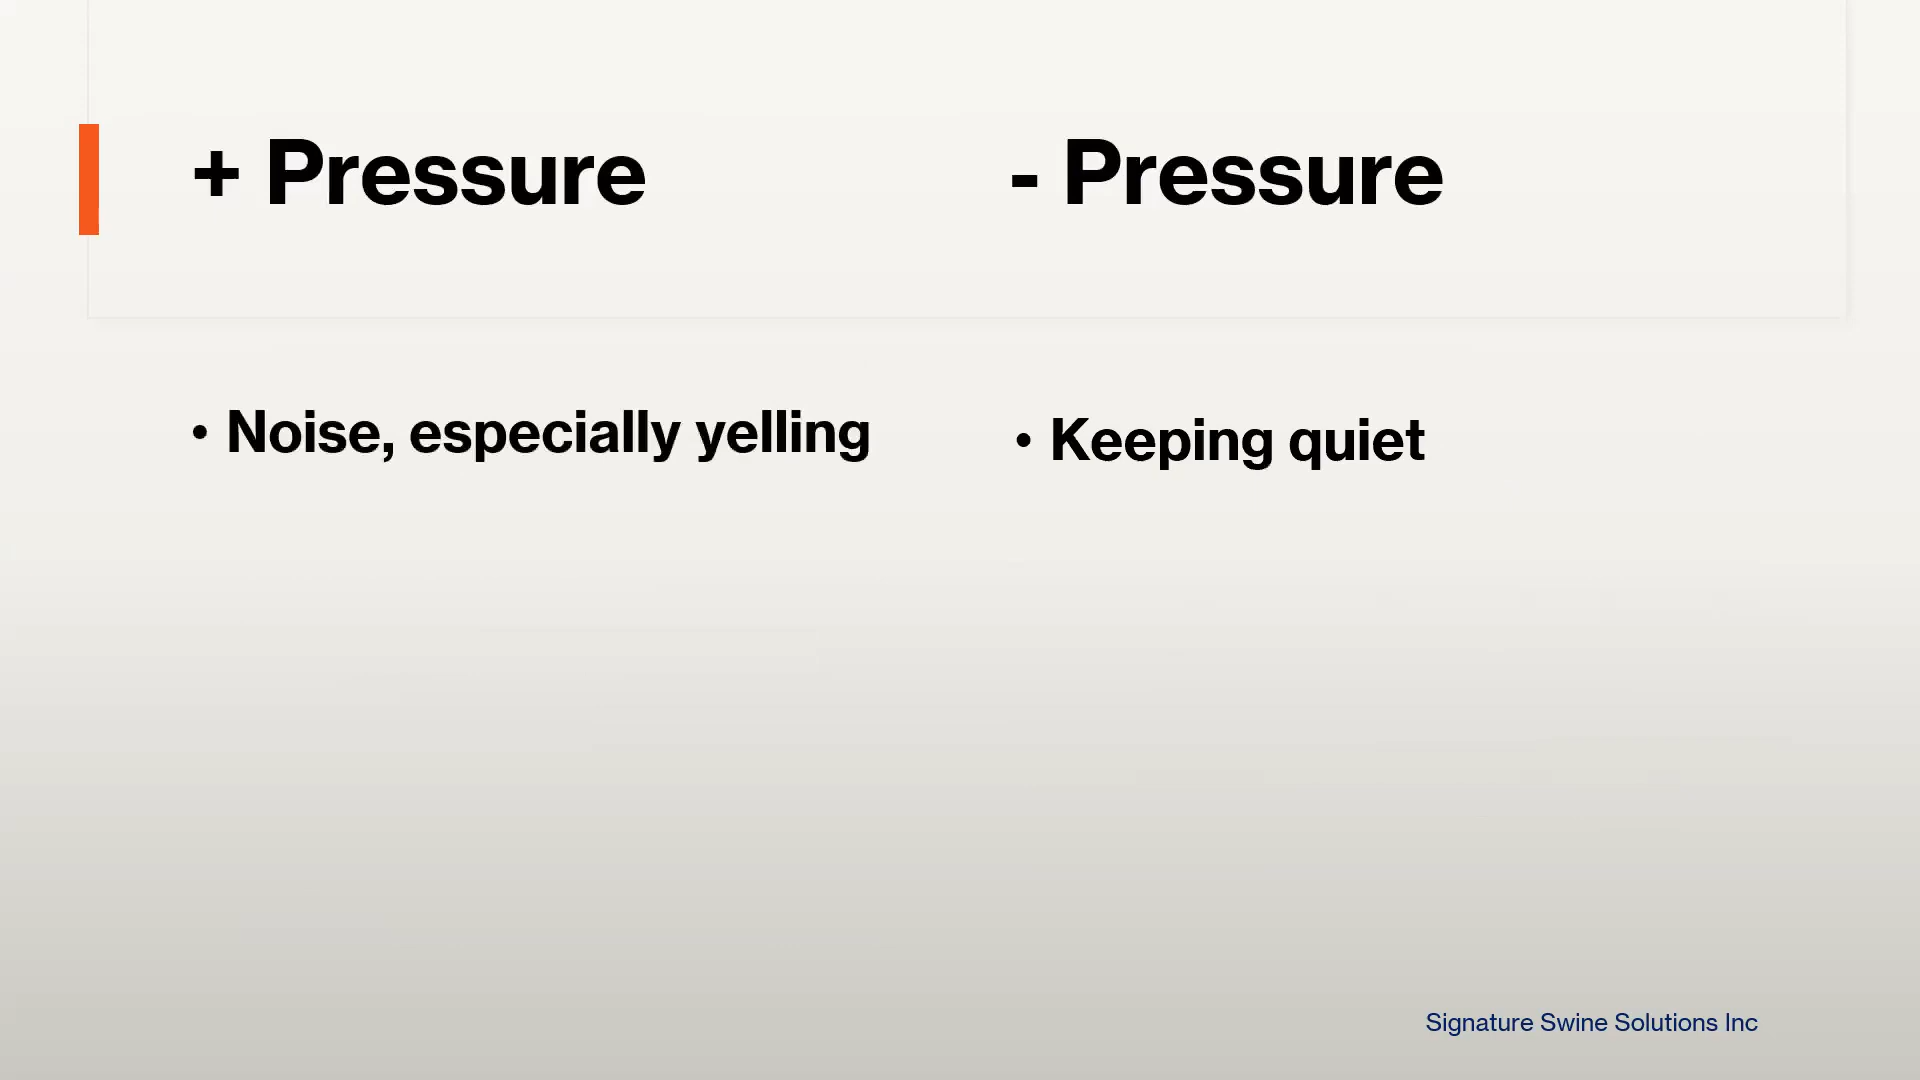 + Pressure
- Pressure
• Noise, especially yelling
• Keeping quiet
Signature Swine Solutions Inc